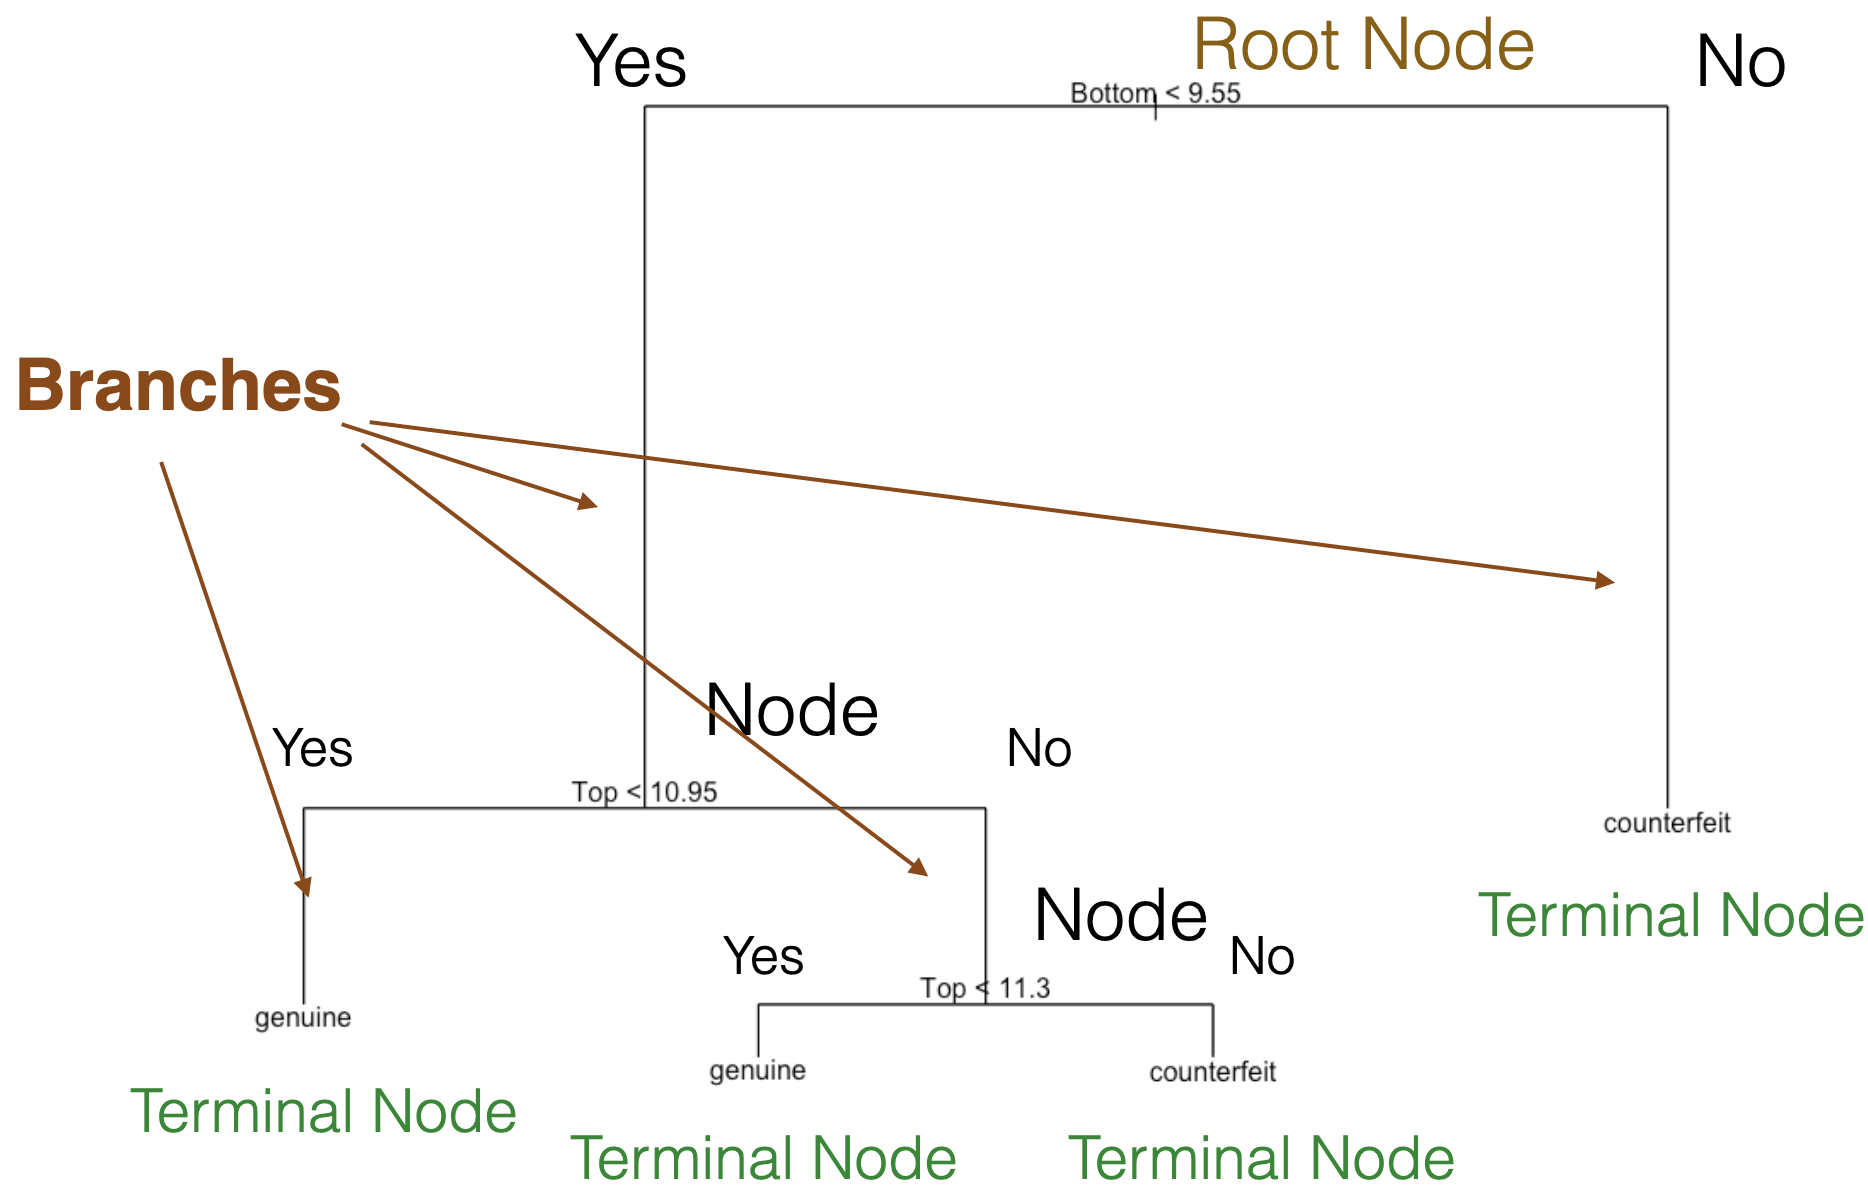 Yes
Root Node
No
Bottom < 9.55
Branches
Node
Yes
No
Top < 10.95
counterfeit
Node
Terminal Node
Yes
No
Top < 11.3
genuine
genuine
counterfeit
Terminal Node
Terminal Node
Terminal Node